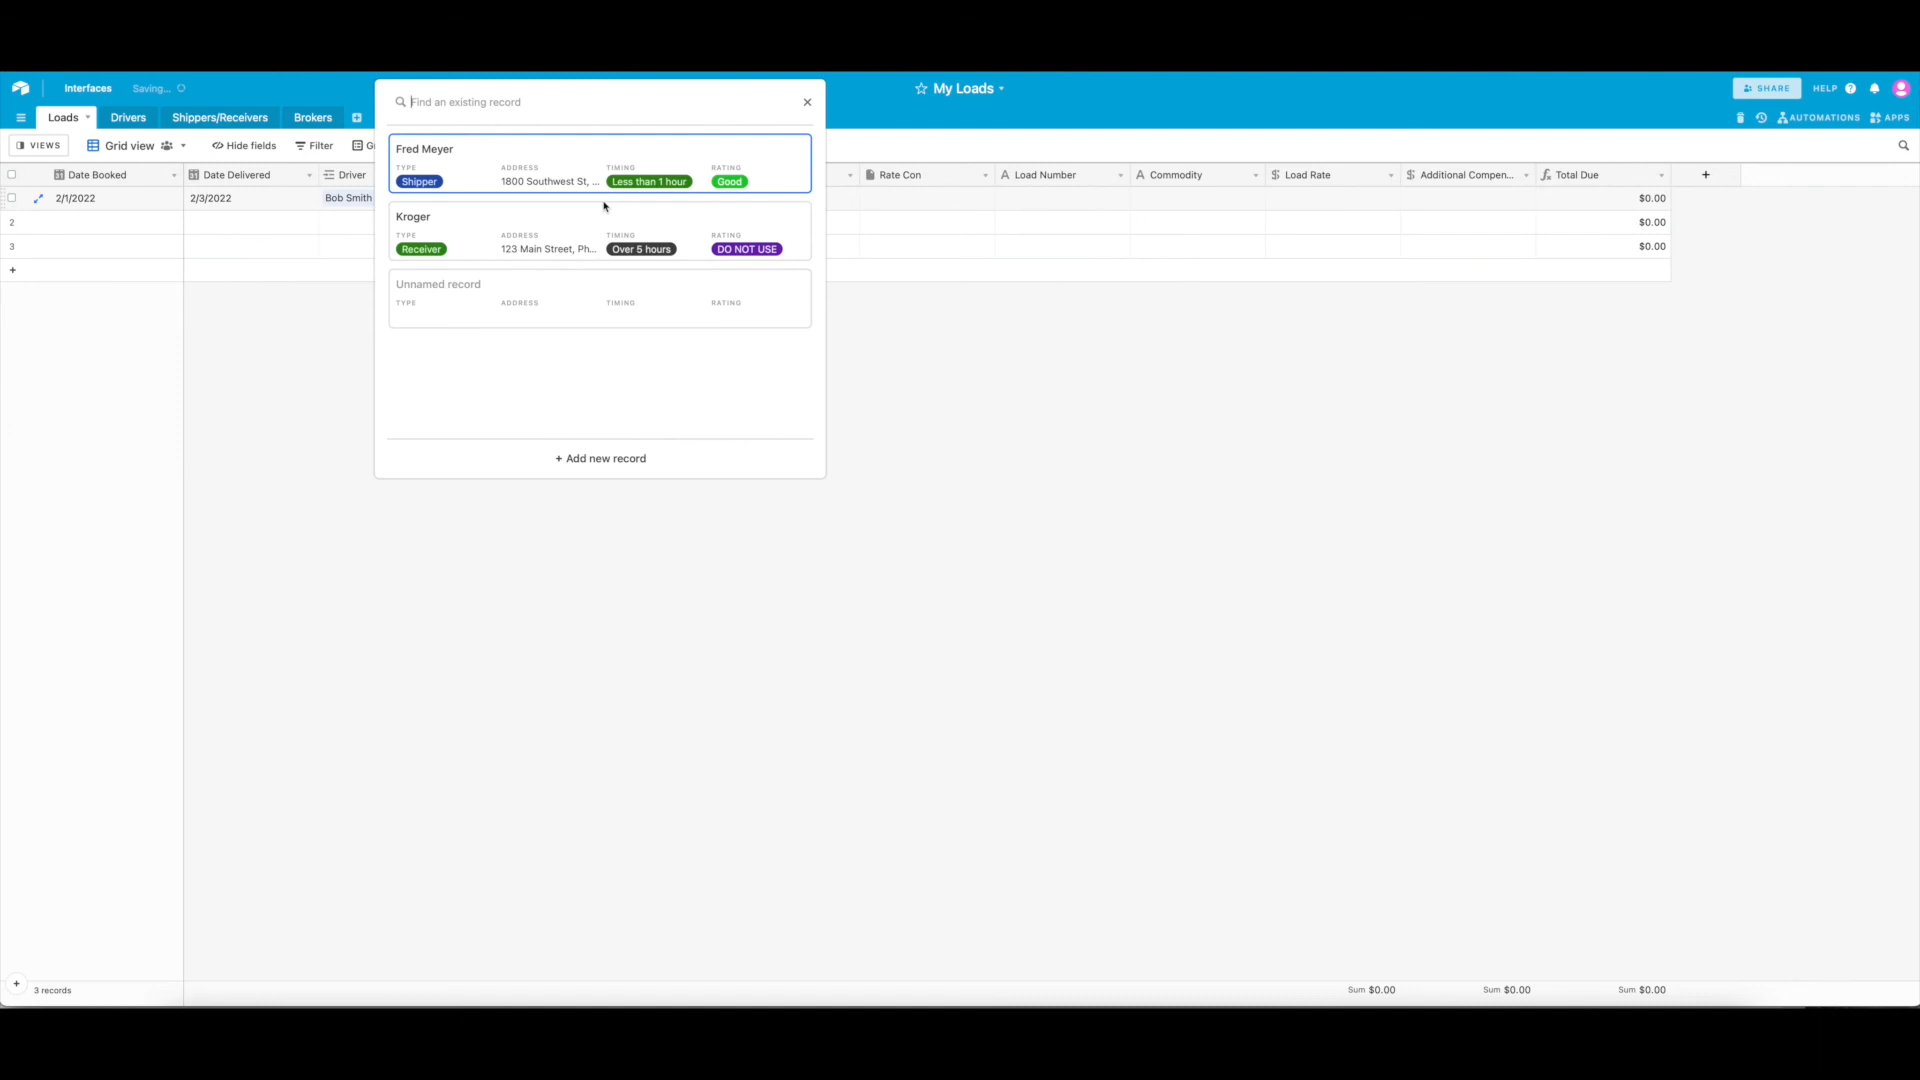 Interfaces
Saving...
My Loads
SHARE
HELP
Loads
Drivers
Shippers/Receivers
Brokers
AUTOMATIONS
APPS
VIEWS
Grid view
Hide fields
Filter
Date Booked
Date Delivered
Driver
Rate Con
Load Number
Commodity
Load Rate
Additional Compen...
Total Due
2/1/2022
2/3/2022
Bob Smith
$0.00
2
$0.00
3
$0.00
Find an existing record
Fred Meyer
TYPE ADDRESS TIMING RATING
Shipper 1800 Southwest St, ... Less than 1 hour Good
Kroger
TYPE ADDRESS TIMING RATING
Receiver 123 Main Street, Ph... Over 5 hours DO NOT USE
Unnamed record
TYPE ADDRESS TIMING RATING
+ Add new record
3 records
Sum $0.00
Sum $0.00
Sum $0.00